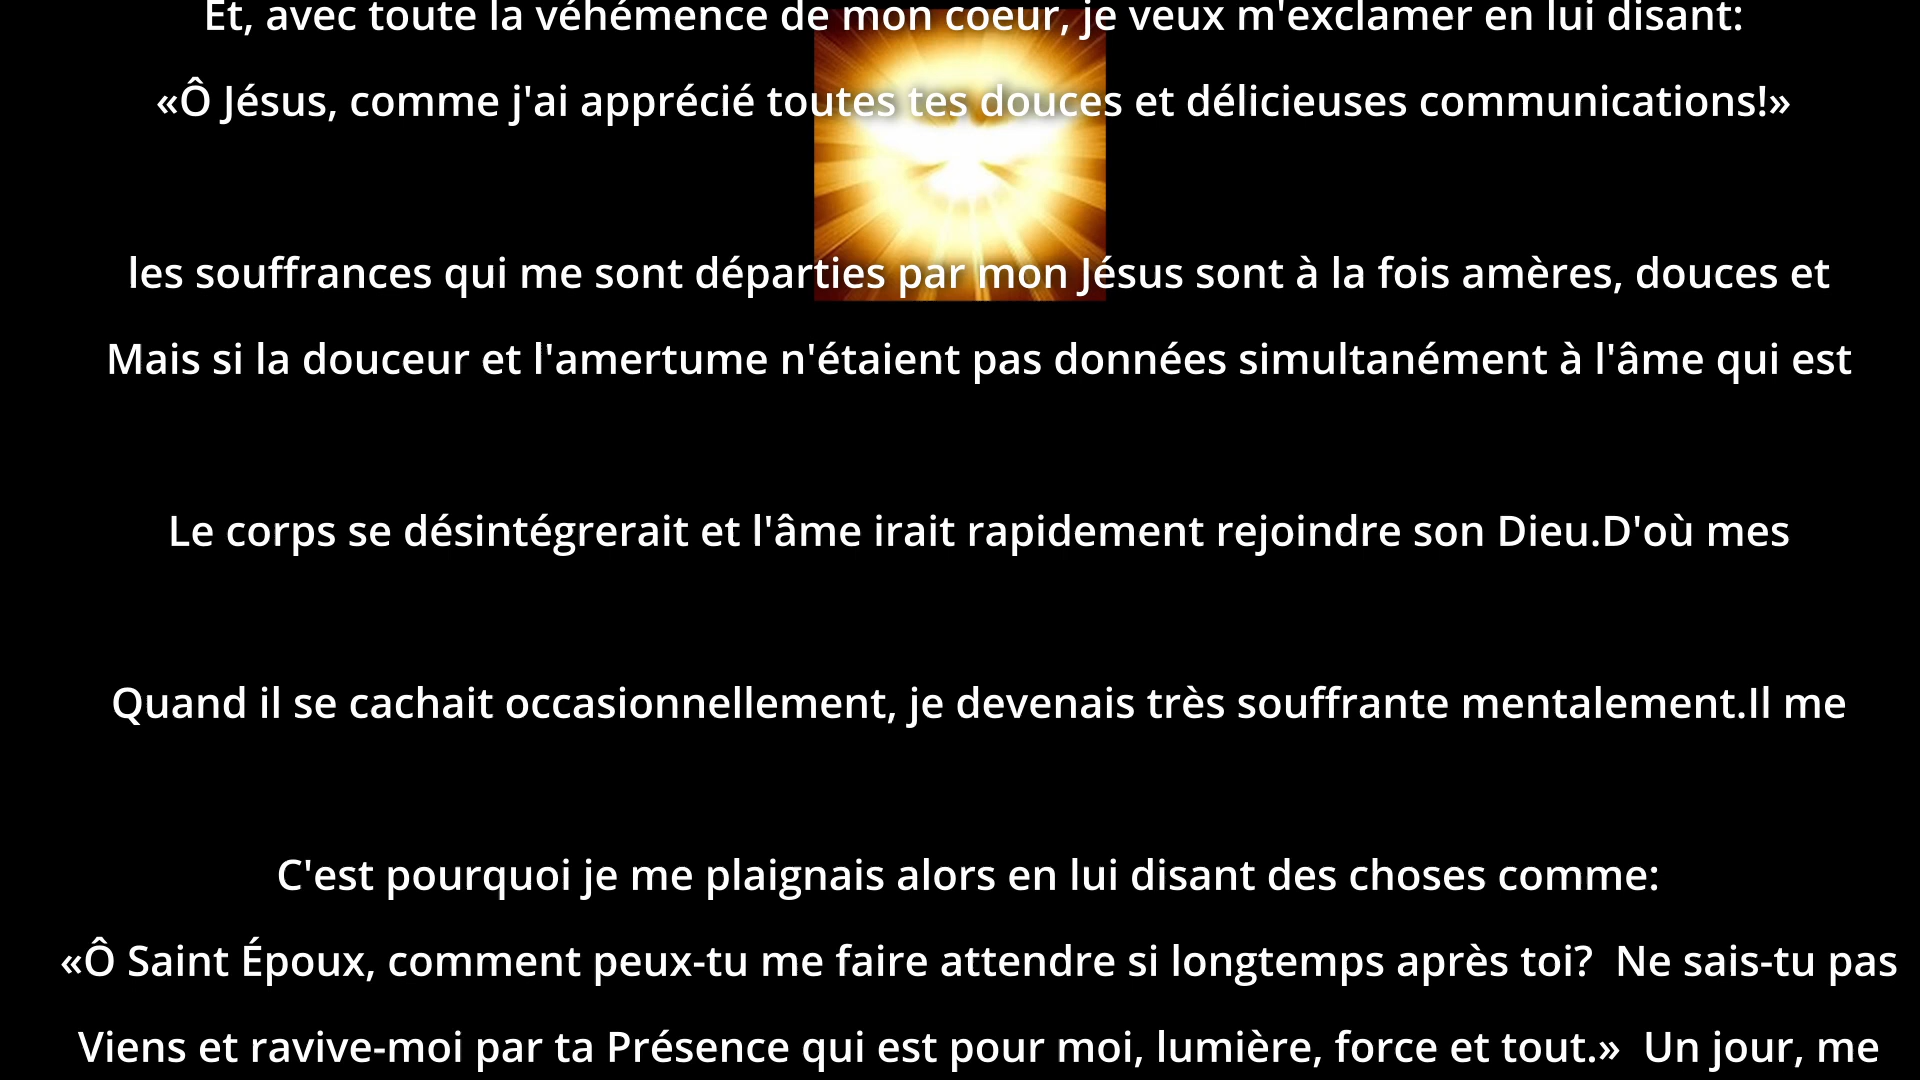 Et, avec toute la véhémence de mon coeur, je veux m'exclamer en lui disant:
«Ô Jésus, comme j'ai apprécié toutes tes douces et délicieuses communications!»
les souffrances qui me sont départies par mon Jésus sont à la fois amères, douces et
Mais si la douceur et l'amertume n'étaient pas données simultanément à l'âme qui est
Le corps se désintégrerait et l'âme irait rapidement rejoindre son Dieu.D'où mes
Quand il se cachait occasionnellement, je devenais très souffrante mentalement.Il me
C'est pourquoi je me plaignais alors en lui disant des choses comme:
«Ô Saint Époux, comment peux-tu me faire attendre si longtemps après toi?  Ne sais-tu pas
Viens et ravive-moi par ta Présence qui est pour moi, lumière, force et tout.»  Un jour, me